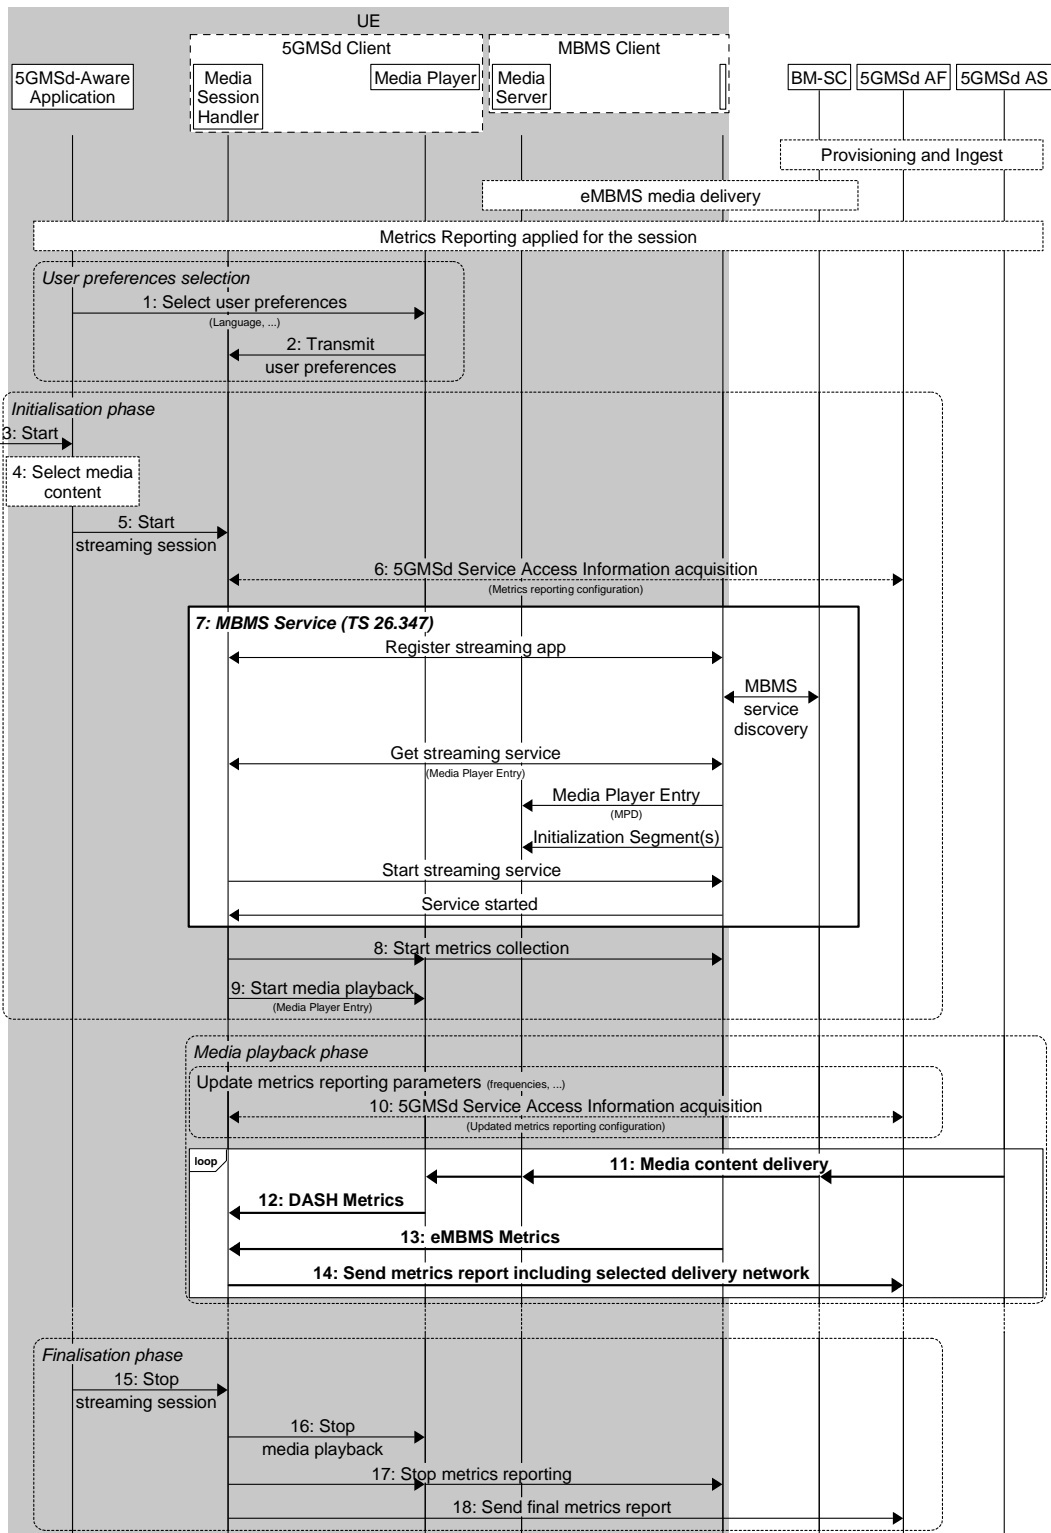 UE
5GMSd Client
MBMS Client
5GMSd-Aware
Application
Media
Session
Handler
Media Player
Media
Server
BM-SC
5GMSd AF
5GMSd AS
Provisioning and Ingest
eMBMS media delivery
Metrics Reporting applied for the session
User preferences selection
1: Select user preferences
(Language, ...)
2: Transmit
user preferences
Initialisation phase
3: Start
4: Select media
content
5: Start
streaming session
6: 5GMSd Service Access Information acquisition
(Metrics reporting configuration)
7: MBMS Service (TS 26.347)
Register streaming app
MBMS
service
discovery
Get streaming service
(Media Player Entry)
Media Player Entry
(MPD)
Initialization Segment(s)
Start streaming service
Service started
8: Start metrics collection
9: Start media playback
(Media Player Entry)
Media playback phase
Update metrics reporting parameters (frequencies, ...)
10: 5GMSd Service Access Information acquisition
(Updated metrics reporting configuration)
loop
11: Media content delivery
12: DASH Metrics
13: eMBMS Metrics
14: Send metrics report including selected delivery network
Finalisation phase
15: Stop
streaming session
16: Stop
media playback
17: Stop metrics reporting
18: Send final metrics report